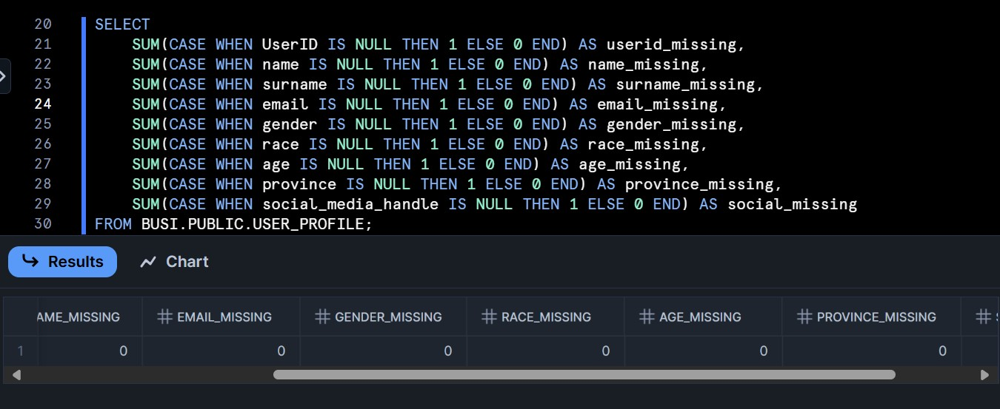 20 SELECT
21 SUM(CASE WHEN UserID IS NULL THEN 1 ELSE 0 END) AS userid_missing,
22 SUM(CASE WHEN name IS NULL THEN 1 ELSE 0 END) AS name_missing,
23 SUM(CASE WHEN surname IS NULL THEN 1 ELSE 0 END) AS surname_missing,
24 SUM(CASE WHEN email IS NULL THEN 1 ELSE 0 END) AS email_missing,
25 SUM(CASE WHEN gender IS NULL THEN 1 ELSE 0 END) AS gender_missing,
26 SUM(CASE WHEN race IS NULL THEN 1 ELSE 0 END) AS race_missing,
27 SUM(CASE WHEN age IS NULL THEN 1 ELSE 0 END) AS age_missing,
28 SUM(CASE WHEN province IS NULL THEN 1 ELSE 0 END) AS province_missing,
29 SUM(CASE WHEN social_media_handle IS NULL THEN 1 ELSE 0 END) AS social_missing
30 FROM BUSI.PUBLIC.USER_PROFILE;
Results Chart
AME_MISSING # EMAIL_MISSING # GENDER_MISSING # RACE_MISSING # AGE_MISSING # PROVINCE_MISSING #
1 0 0 0 0 0 0